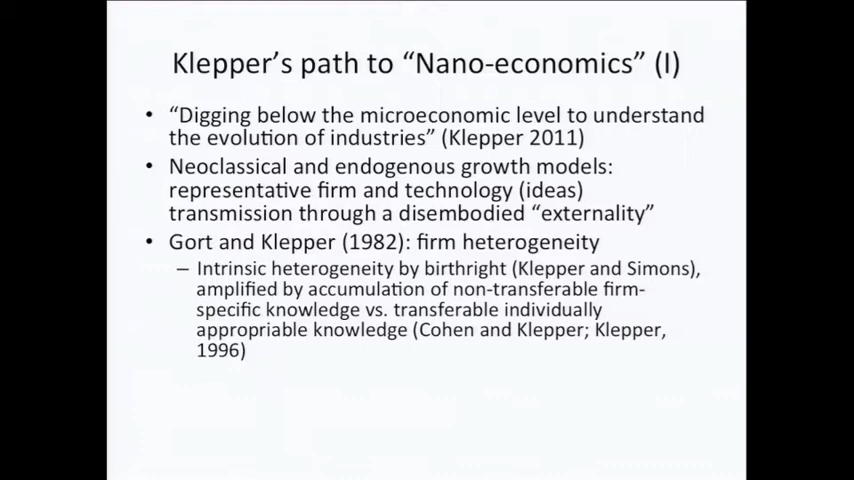 Klepper's path to "Nano-economics" (I)
• "Digging below the microeconomic level to understand
the evolution of industries" (Klepper 2011)
• Neoclassical and endogenous growth models:
representative firm and technology (ideas)
transmission through a disembodied "externality"
• Gort and Klepper (1982): firm heterogeneity
– Intrinsic heterogeneity by birthright (Klepper and Simons),
amplified by accumulation of non-transferable firm-
specific knowledge vs. transferable individually
appropriable knowledge (Cohen and Klepper; Klepper,
1996)